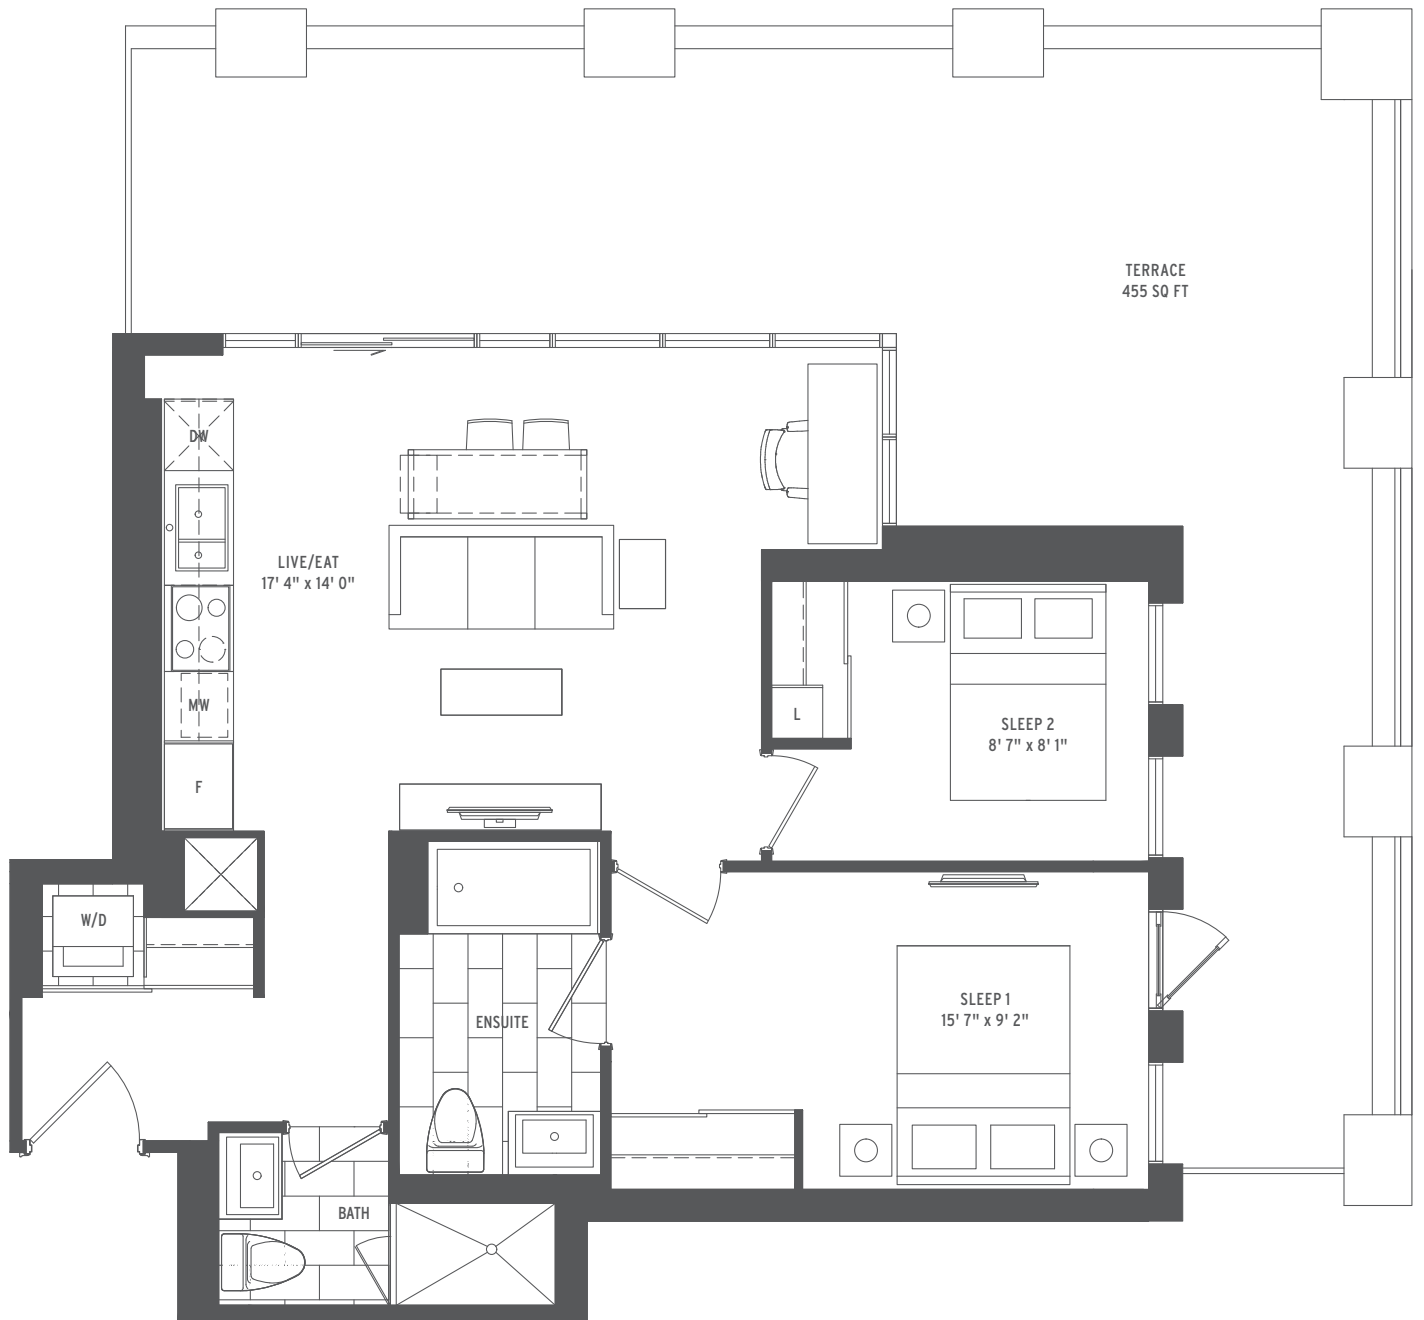 TERRACE
455 SQ FT
DW
LIVE/EAT
17' 4" x 14' 0"
MW
L
SLEEP 2
8' 7" x 8' 1"
F
W/D
SLEEP 1
15' 7" x 9' 2"
ENSUITE
BATH